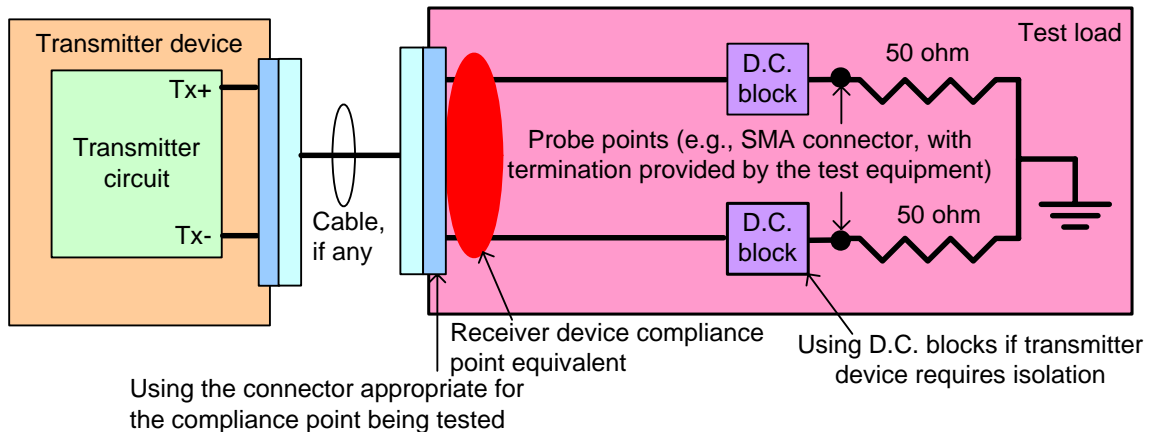 Transmitter device
Tx+
Transmitter
circuit
Tx-
Cable,
if any
Test load
D.C.
block
50 ohm
Probe points (e.g., SMA connector, with
termination provided by the test equipment)
D.C.
block
50 ohm
Receiver device compliance
point equivalent
Using D.C. blocks if transmitter
device requires isolation
Using the connector appropriate for
the compliance point being tested